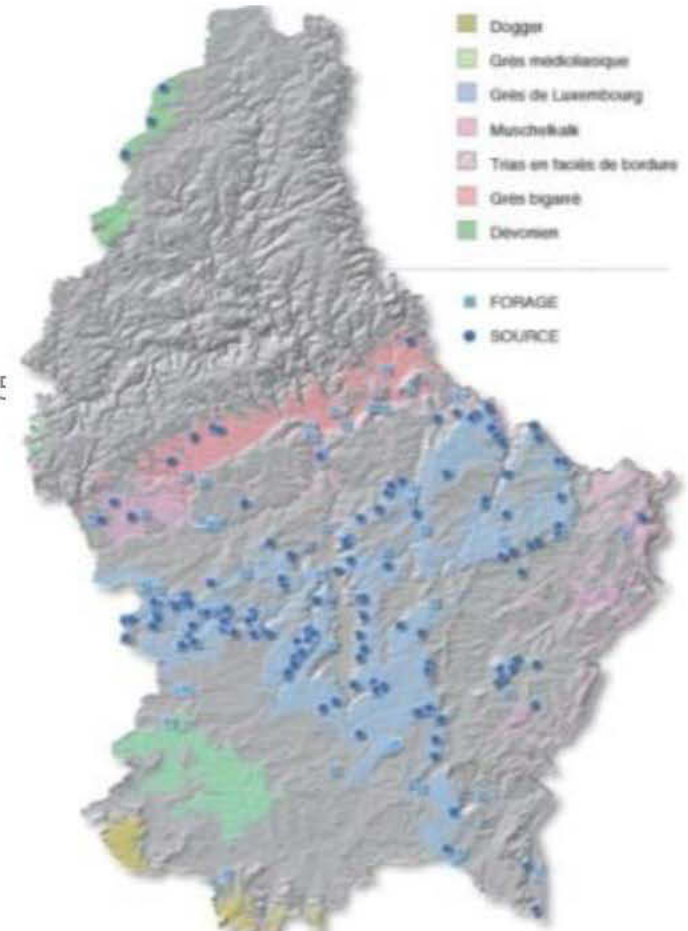 Dogger
Grès médioliasique
Grès de Luxembourg
Muschelkalk
Trias en faciès de bordure
Grès bigarré
Dévonien
FORAGE
SOURCE